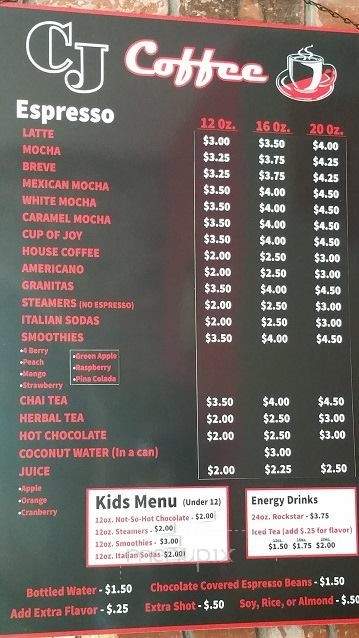 CJ Coffee
Espresso
12 Oz. 16 Oz. 20 Oz.
LATTE $3.00 $3.50 $4.00
MOCHA $3.25 $3.75 $4.25
BREVE $3.25 $3.75 $4.25
MEXICAN MOCHA $3.50 $4.00 $4.50
WHITE MOCHA $3.50 $4.00 $4.50
CARAMEL MOCHA $3.50 $4.00 $4.50
CUP OF JOY $3.50 $4.00 $4.50
HOUSE COFFEE $2.00 $2.50 $3.00
AMERICANO $2.00 $2.50 $3.00
GRANITAS $3.50 $4.00 $4.50
STEAMERS (NO ESPRESSO) $2.00 $2.50 $3.00
ITALIAN SODAS $2.00 $2.50 $3.00
SMOOTHIES $3.50 $4.00 $4.50
•4 Berry •Green Apple
•Peach •Raspberry
•Mango •Pina Colada
•Strawberry
CHAI TEA $3.50 $4.00 $4.50
HERBAL TEA $2.00 $2.50 $3.00
HOT CHOCOLATE $2.00 $2.50 $3.00
COCONUT WATER (In a can) $3.00
JUICE $2.00 $2.25 $2.50
•Apple
•Orange
•Cranberry
Kids Menu (Under 12)
12oz. Not-So-Hot Chocolate - $2.00
12oz. Steamers - $2.00
12oz. Smoothies - $3.00
12oz. Italian Sodas $2.00
Energy Drinks
24oz. Rockstar - $3.75
Iced Tea (add $.25 for flavor)
12oz. 16oz. 20oz.
$1.50 $1.75 $2.00
Bottled Water - $1.50 Chocolate Covered Espresso Beans - $1.50
Add Extra Flavor - $.25 Extra Shot - $.50 Soy, Rice, or Almond - $.50